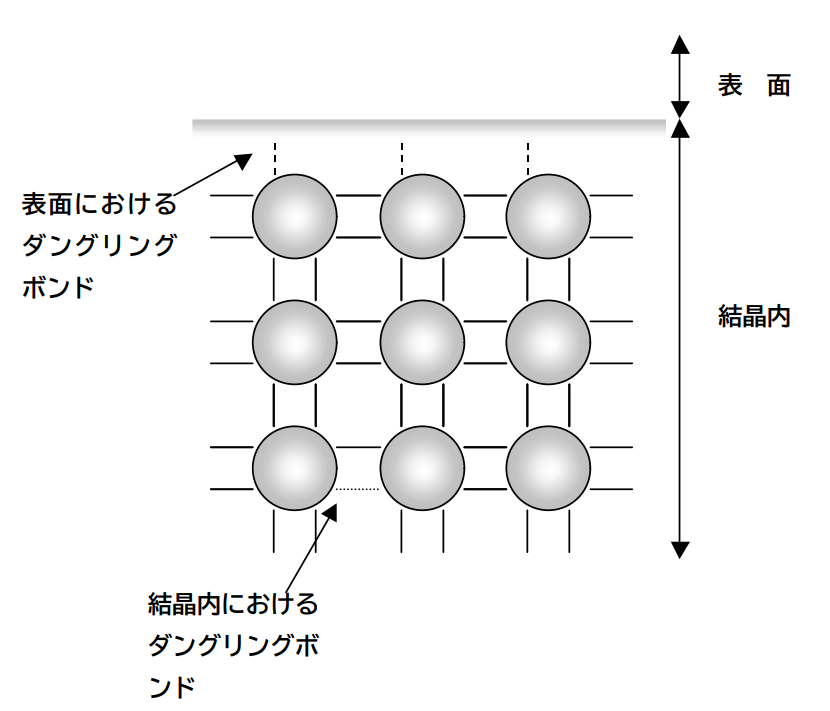 表　面
表面における
ダングリング
ボンド
結晶内
結晶内における
ダングリングボ
ンド